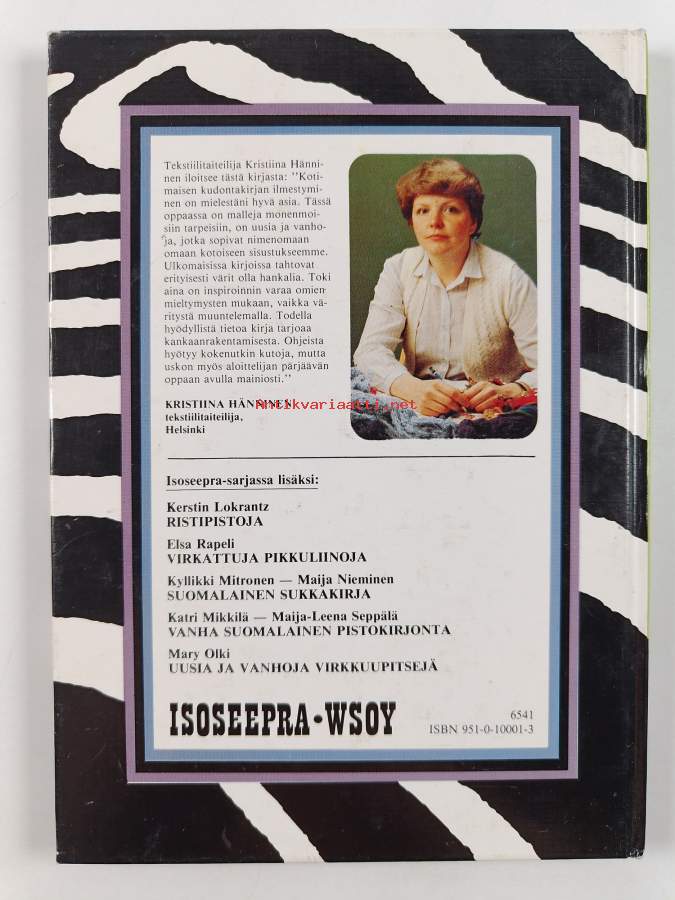 Tekstiilitaiteilija Kristiina Hänni-
nen iloitsee tästä kirjasta: ''Koti-
maisen kudontakirjan ilmestymi-
nen on mielestäni hyvä asia. Tässä
oppaassa on malleja monenmoi-
siin tarpeisiin, on uusia ja vanho-
ja, jotka sopivat nimenomaan
omaan kotoiseen sisustukseemme.
Ulkomaisissa kirjoissa tahtovat
erityisesti värit olla hankalia. Toki
aina on inspiroinnin varaa omien
mieltymysten mukaan, vaikka vä-
ritystä muuntelemalla. Todella
hyödyllistä tietoa kirja tarjoaa
kankaanrakentamisesta. Ohjeista
hyötyy kokenutkin kutoja, mutta
uskon myös aloittelijan pärjäävän
oppaan avulla mainiosti.''
KRISTIINA HÄNNINEN
tekstiilitaiteilija,
Helsinki
Antikvariaatti.net
Isoseepra-sarjassa lisäksi:
Kerstin Lokrantz
RISTIPISTOJA
Elsa Rapeli
VIRKATTUJA PIKKULIINOJA
Kyllikki Mitronen — Maija Nieminen
SUOMALAINEN SUKKAKIRJA
Katri Mikkilä — Maija-Leena Seppälä
VANHA SUOMALAINEN PISTOKIRJONTA
Mary Olki
UUSIA JA VANHOJA VIRKKUUPITSEJÄ
ISOSEEPRA • WSOY
6541
ISBN 951-0-10001-3